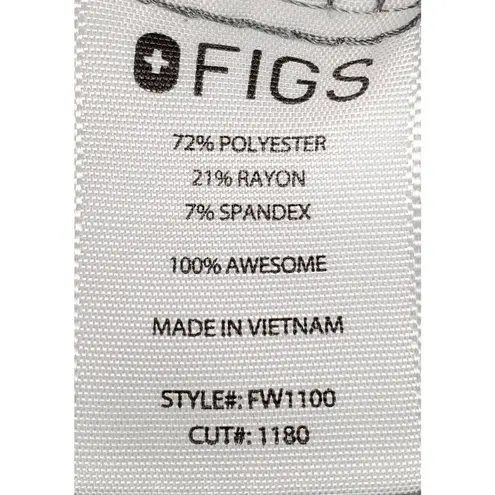 FIGS
72% POLYESTER
21% RAYON
7% SPANDEX
100% AWESOME
MADE IN VIETNAM
STYLE#: FW1100
CUT#: 1180